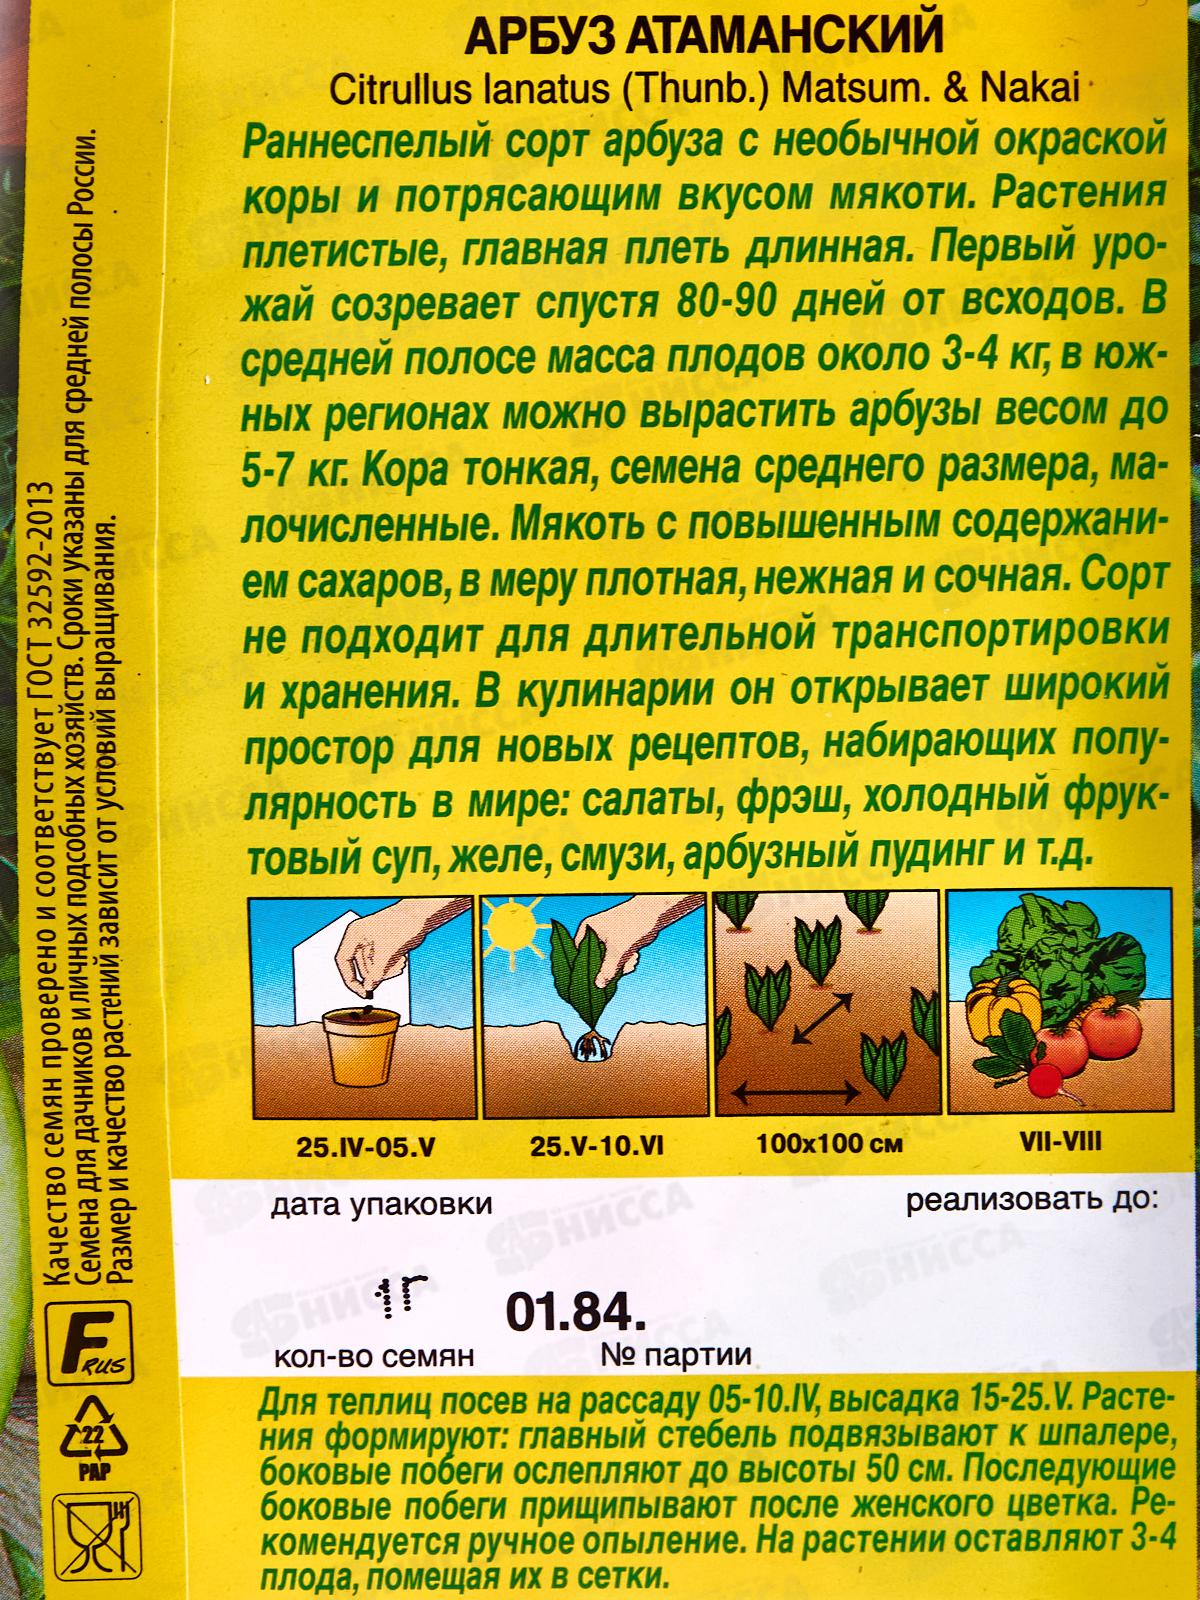 АРБУЗ АТАМАНСКИЙ
Citrullus lanatus (Thunb.) Matsum. & Nakai
Раннеспелый сорт арбуза с необычной окраской
коры и потрясающим вкусом мякоти. Растения
плетистые, главная плеть длинная. Первый уро-
жай созревает спустя 80-90 дней от всходов. В
средней полосе масса плодов около 3-4 кг, в юж-
ных регионах можно вырастить арбузы весом до
5-7 кг. Кора тонкая, семена среднего размера, ма-
лочисленные. Мякоть с повышенным содержани-
ем сахаров, в меру плотная, нежная и сочная. Сорт
не подходит для длительной транспортировки
и хранения. В кулинарии он открывает широкий
простор для новых рецептов, набирающих попу-
лярность в мире: салаты, фрэш, холодный фрук-
товый суп, желе, смузи, арбузный пудинг и т.д.
25.IV-05.V 25.V-10.VI 100x100 см VII-VIII
дата упаковки реализовать до:
1г 01.84.
кол-во семян № партии
Для теплиц посев на рассаду 05-10.IV, высадка 15-25.V. Расте-
ния формируют: главный стебель подвязывают к шпалере,
боковые побеги ослепляют до высоты 50 см. Последующие
боковые побеги прищипывают после женского цветка. Ре-
комендуется ручное опыление. На растении оставляют 3-4
плода, помещая их в сетки.
Качество семян проверено и соответствует ГОСТ 32592-2013
Семена для дачников и личных подсобных хозяйств. Сроки указаны для средней полосы России.
Размер и качество растений зависит от условий выращивания.
F RUS
22
PAP
НИССА